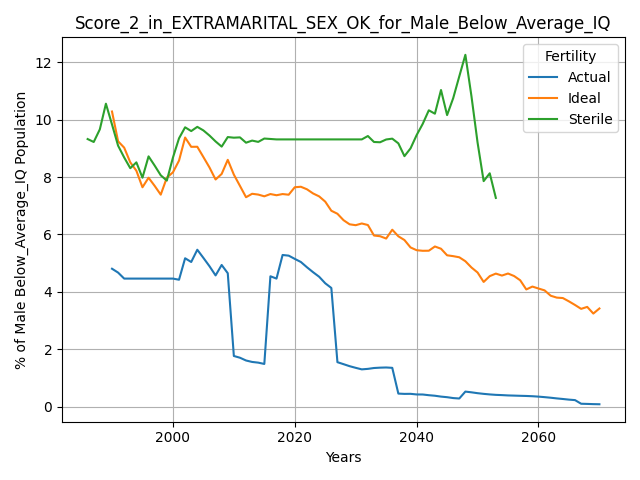 Score_2_in_EXTRAMARITAL_SEX_OK_for_Male_Below_Average_IQ
% of Male Below_Average_IQ Population
12
10
8
6
4
2
0
Fertility
Actual
Ideal
Sterile
2000 2020 2040 2060
Years